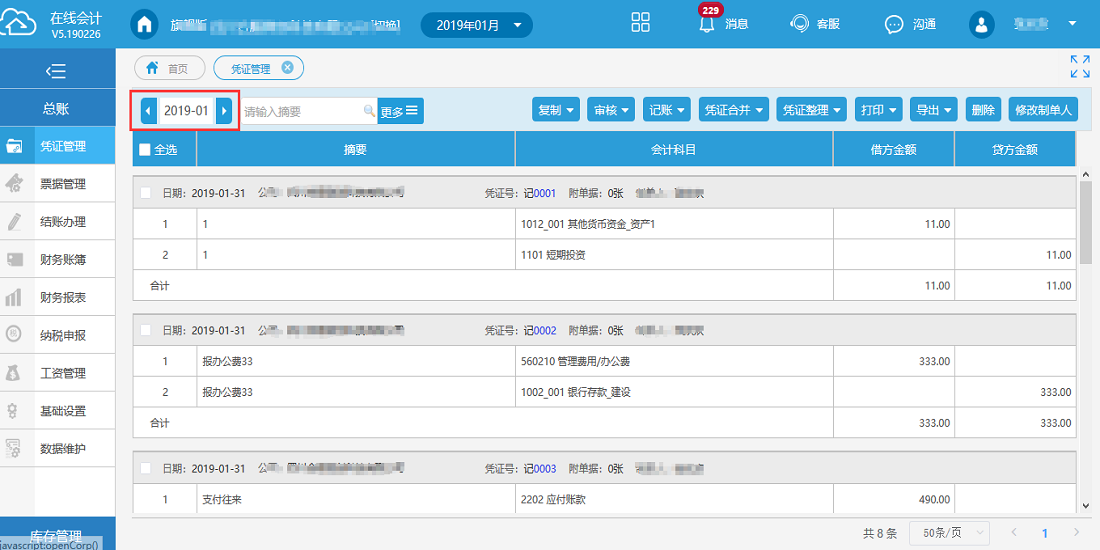 在线会计
V5.190226
旗舰版
[切换]
2019年01月
229
消息
客服
沟通
首页
凭证管理
总账
凭证管理
票据管理
结账办理
财务账簿
财务报表
纳税申报
工资管理
基础设置
数据维护
库存管理
javascript:openCorp()
2019-01
请输入摘要
更多
复制
审核
记账
凭证合并
凭证整理
打印
导出
删除
修改制单人
全选 摘要 会计科目 借方金额 贷方金额
日期：2019-01-31 凭证号：记0001 附单据：0张
1 1 1012_001 其他货币资金_资产1 11.00
2 1 1101 短期投资 11.00
合计 11.00 11.00
日期：2019-01-31 凭证号：记0002 附单据：0张
1 报办公费33 560210 管理费用/办公费 333.00
2 报办公费33 1002_001 银行存款_建设 333.00
合计 333.00 333.00
日期：2019-01-31 凭证号：记0003 附单据：0张
1 支付往来 2202 应付账款 490.00
共 8 条 50条/页 1